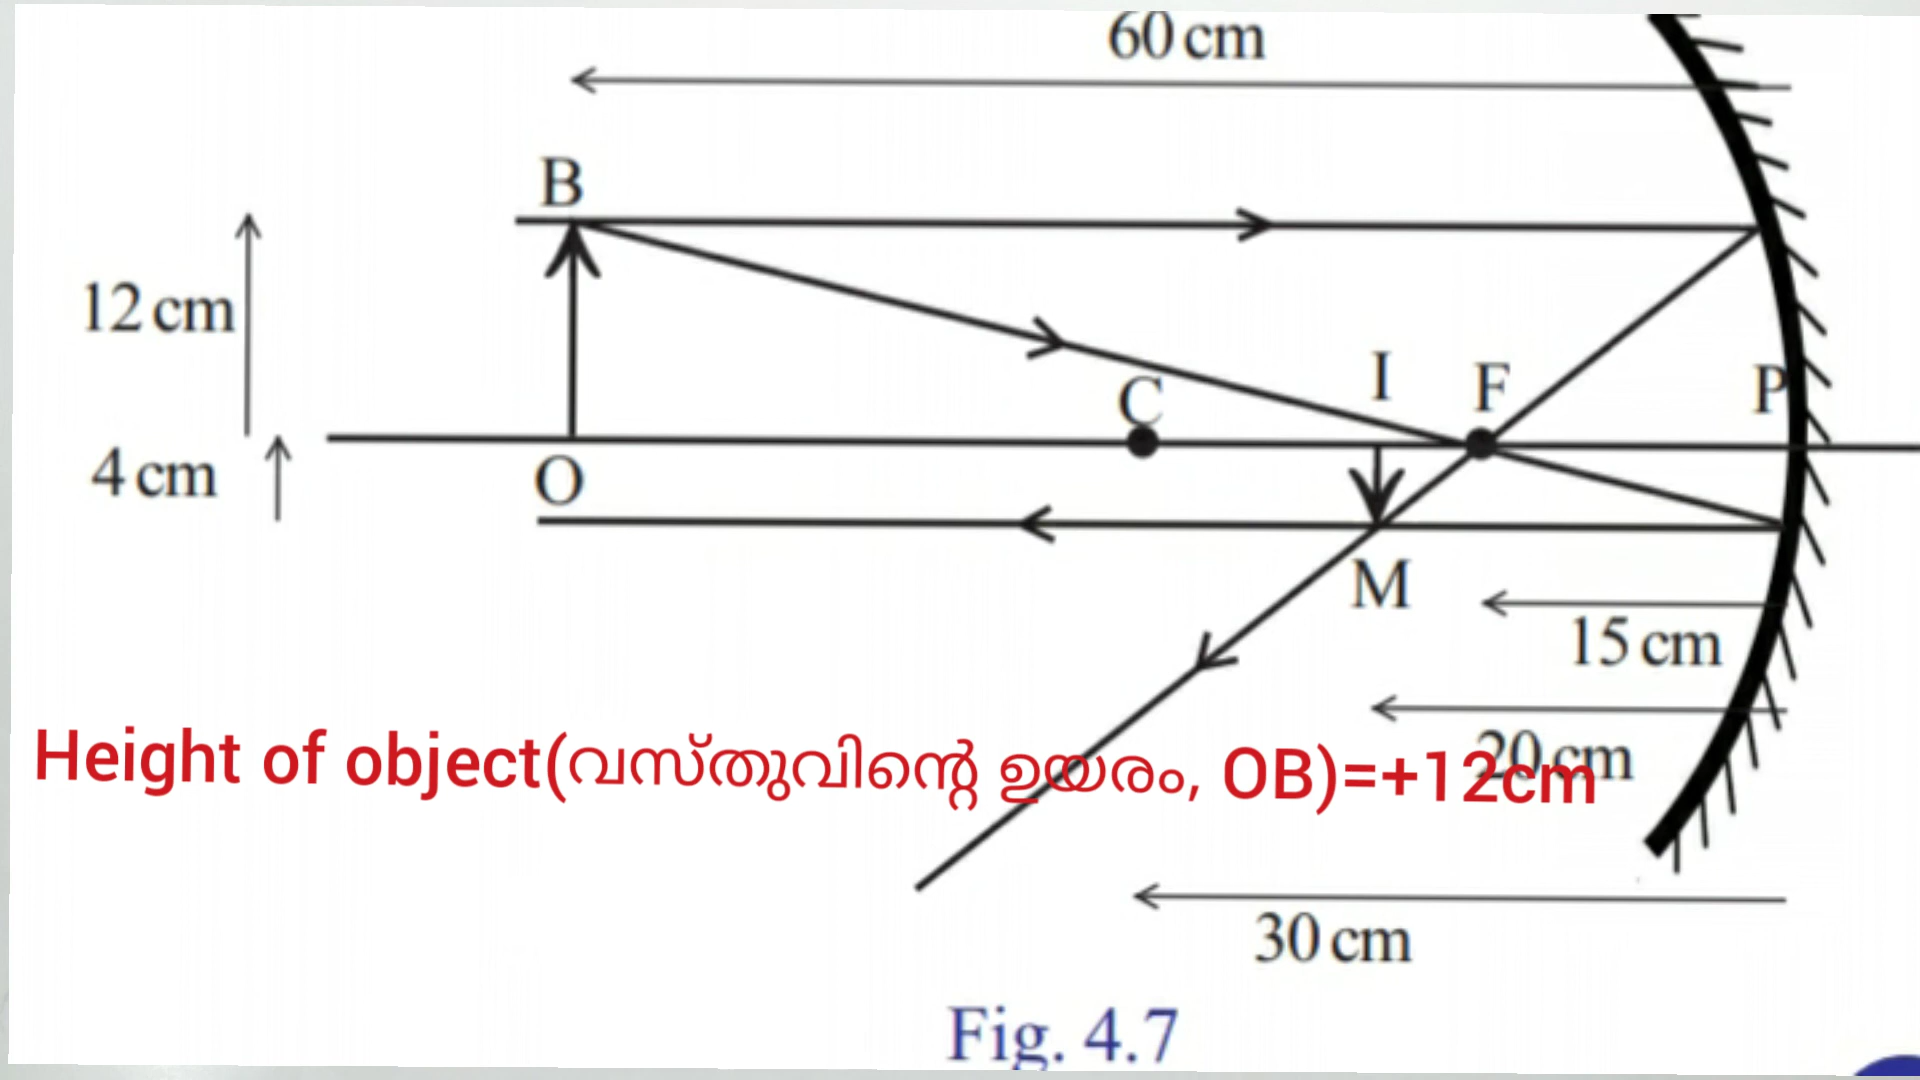 60 cm
B
12 cm
I
F
P
C
4 cm
O
M
15 cm
20 cm
Height of object(വസ്തുവിന്റെ ഉയരം, OB)=+12cm
30 cm
Fig. 4.7